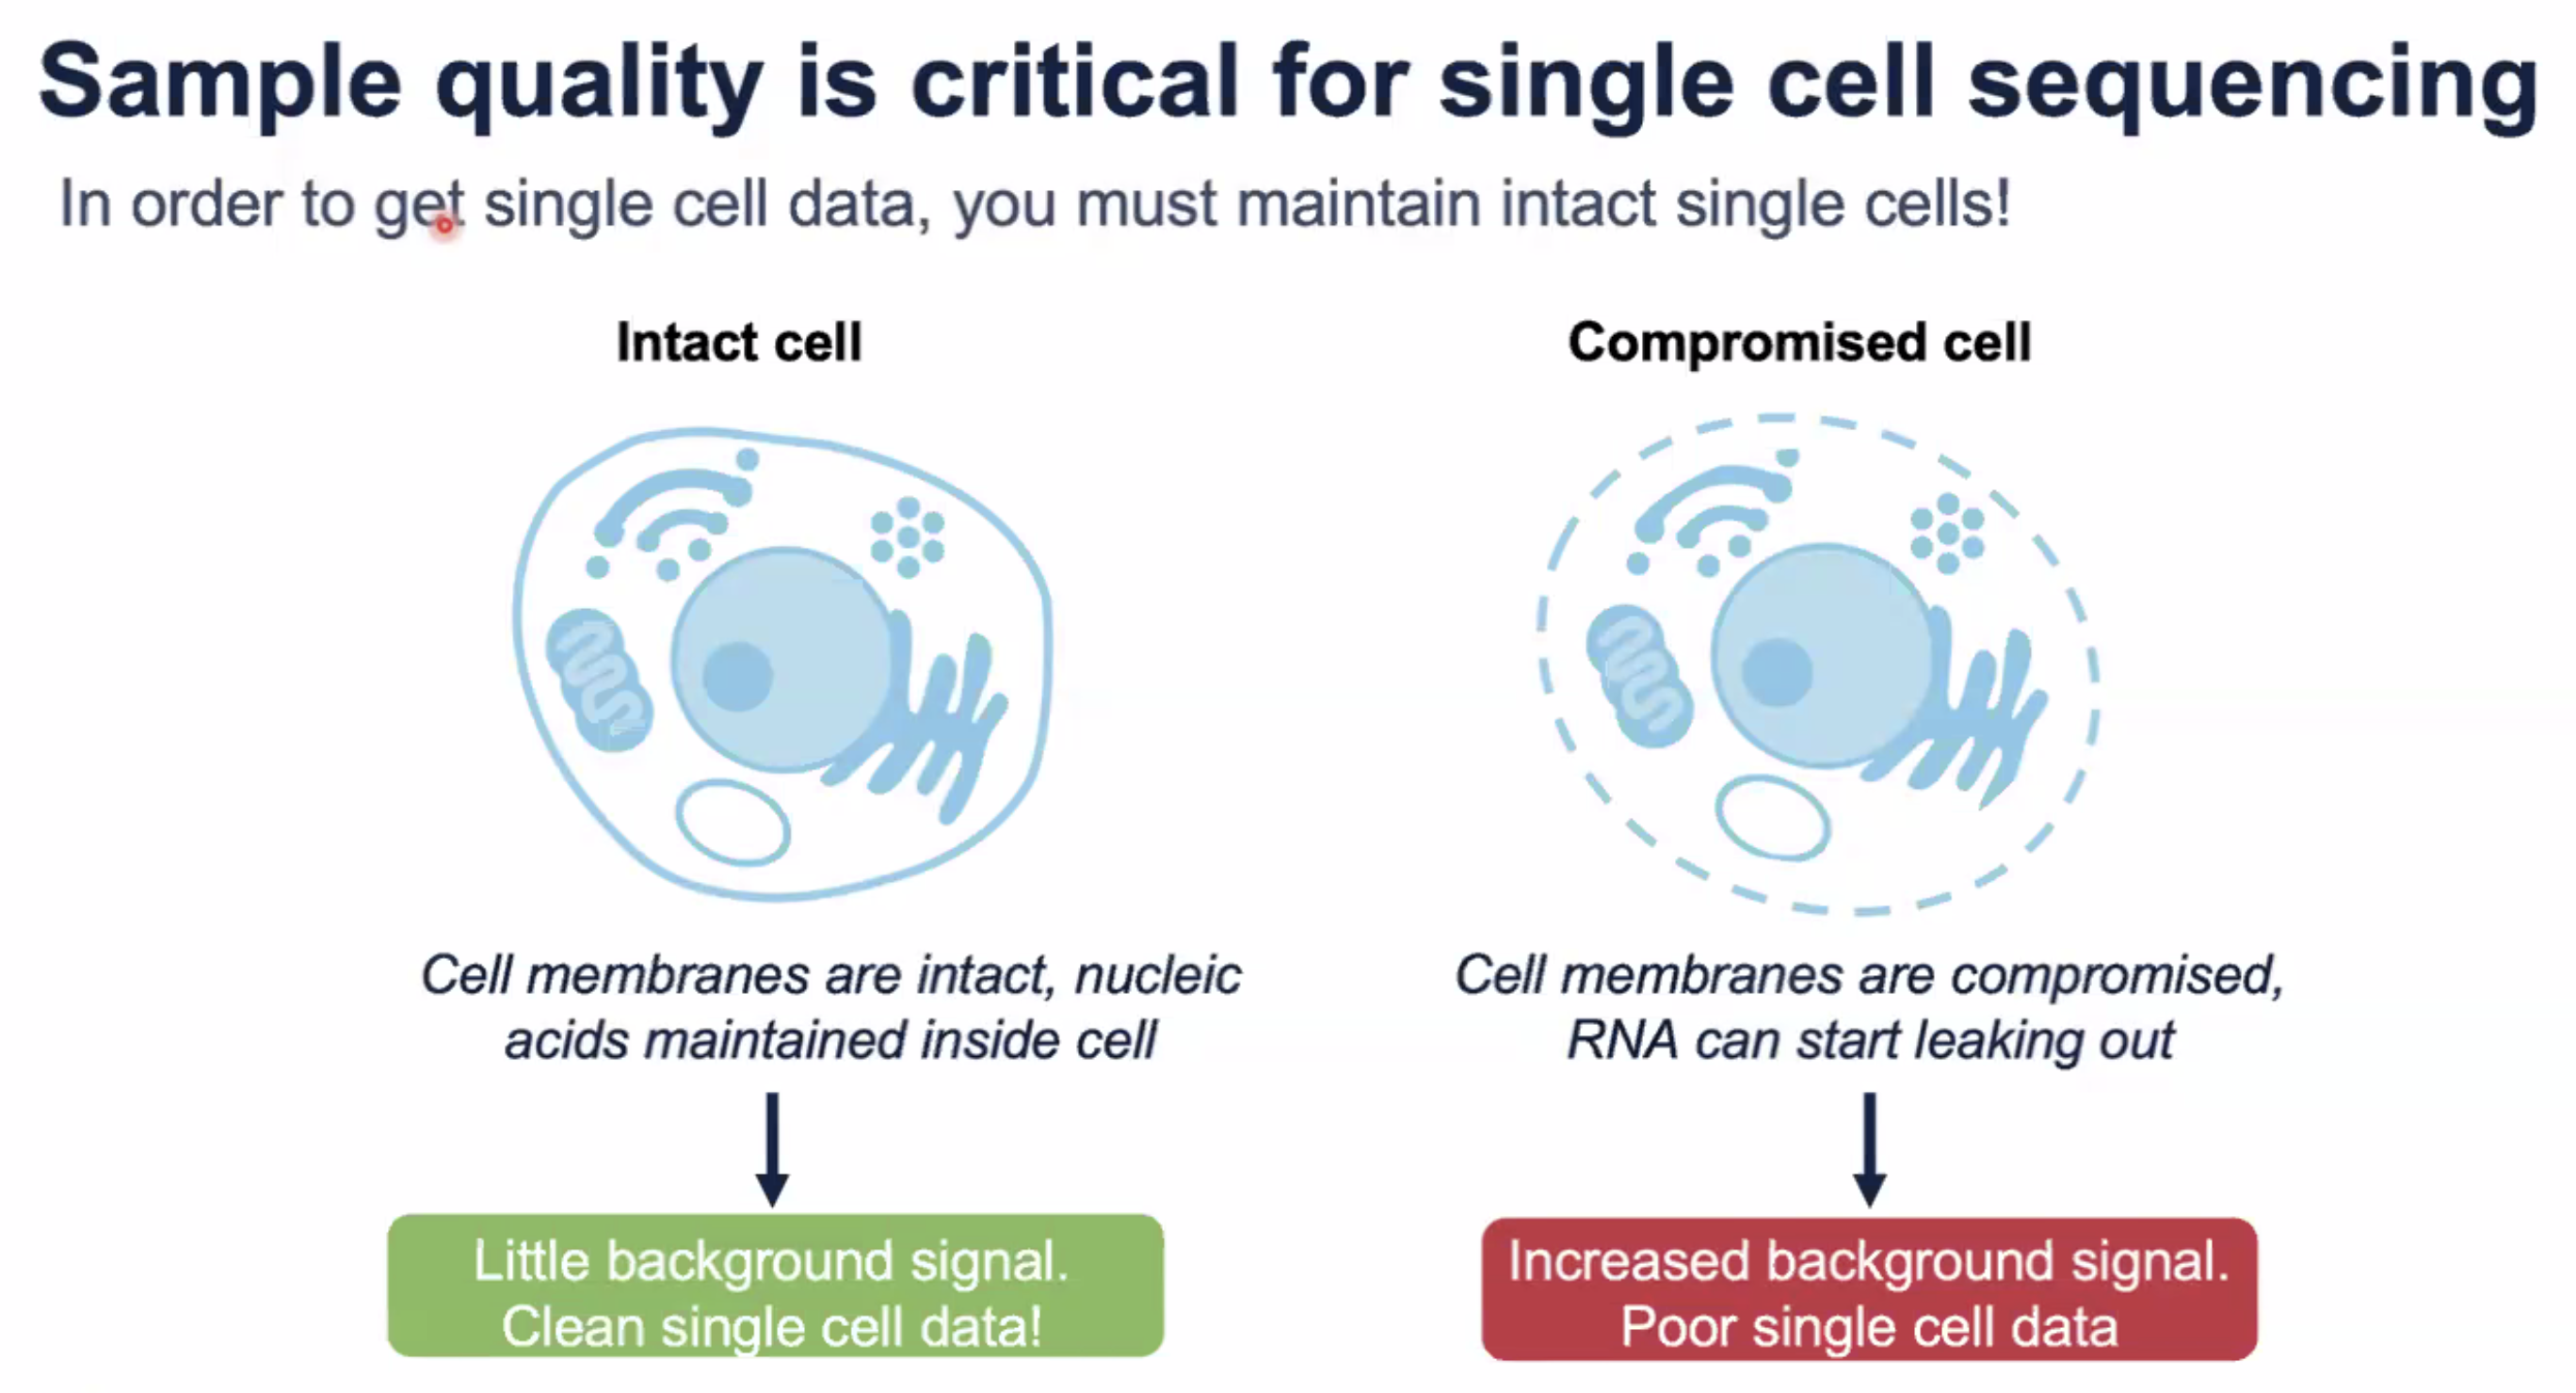 Sample quality is critical for single cell sequencing
In order to get single cell data, you must maintain intact single cells!
Intact cell
Cell membranes are intact, nucleic
acids maintained inside cell
Little background signal.
Clean single cell data!
Compromised cell
Cell membranes are compromised,
RNA can start leaking out
Increased background signal.
Poor single cell data